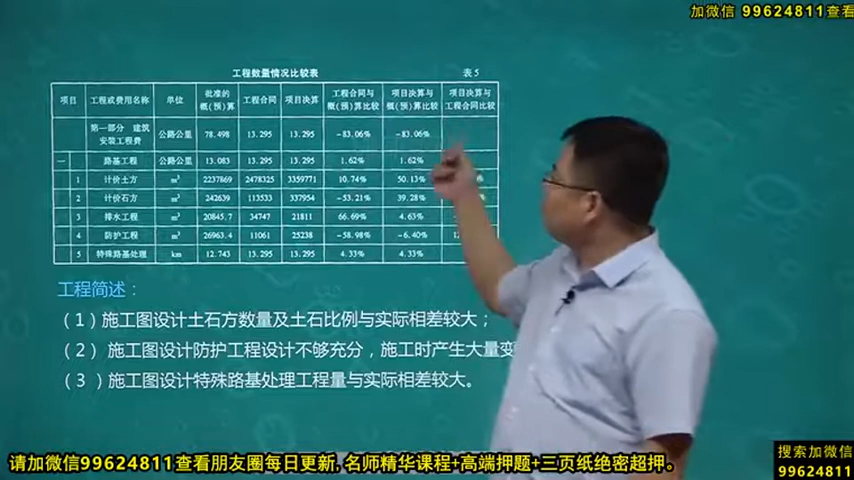 加微信 99624811查看
工程数量情况比较表 表5
项目 工程或费用名称 单位 批准的概(预)算 工程合同 项目决算 工程合同与概(预)算比较 项目决算与概(预)算比较 项目决算与工程合同比较
第一部分 建筑安装工程费 公路公里 78.498 13.295 13.295 -83.06% -83.06%
一 路基工程 公路公里 13.083 13.295 13.295 1.62% 1.62%
1 计价土方 m³ 2237869 2478325 3359771 10.74% 50.13%
2 计价石方 m³ 242639 113533 337954 -53.21% 39.28%
3 排水工程 m³ 20845.7 34747 21811 66.69% 4.63%
4 防护工程 m³ 26963.4 11061 25238 -58.98% -6.40%
5 特殊路基处理 km 12.743 13.295 13.295 4.33% 4.33%
工程简述：
（1）施工图设计土石方数量及土石比例与实际相差较大；
（2） 施工图设计防护工程设计不够充分，施工时产生大量变
（3 ）施工图设计特殊路基处理工程量与实际相差较大。
请加微信99624811查看朋友圈每日更新,名师精华课程+高端押题+三页纸绝密超押。
搜索加微信
99624811